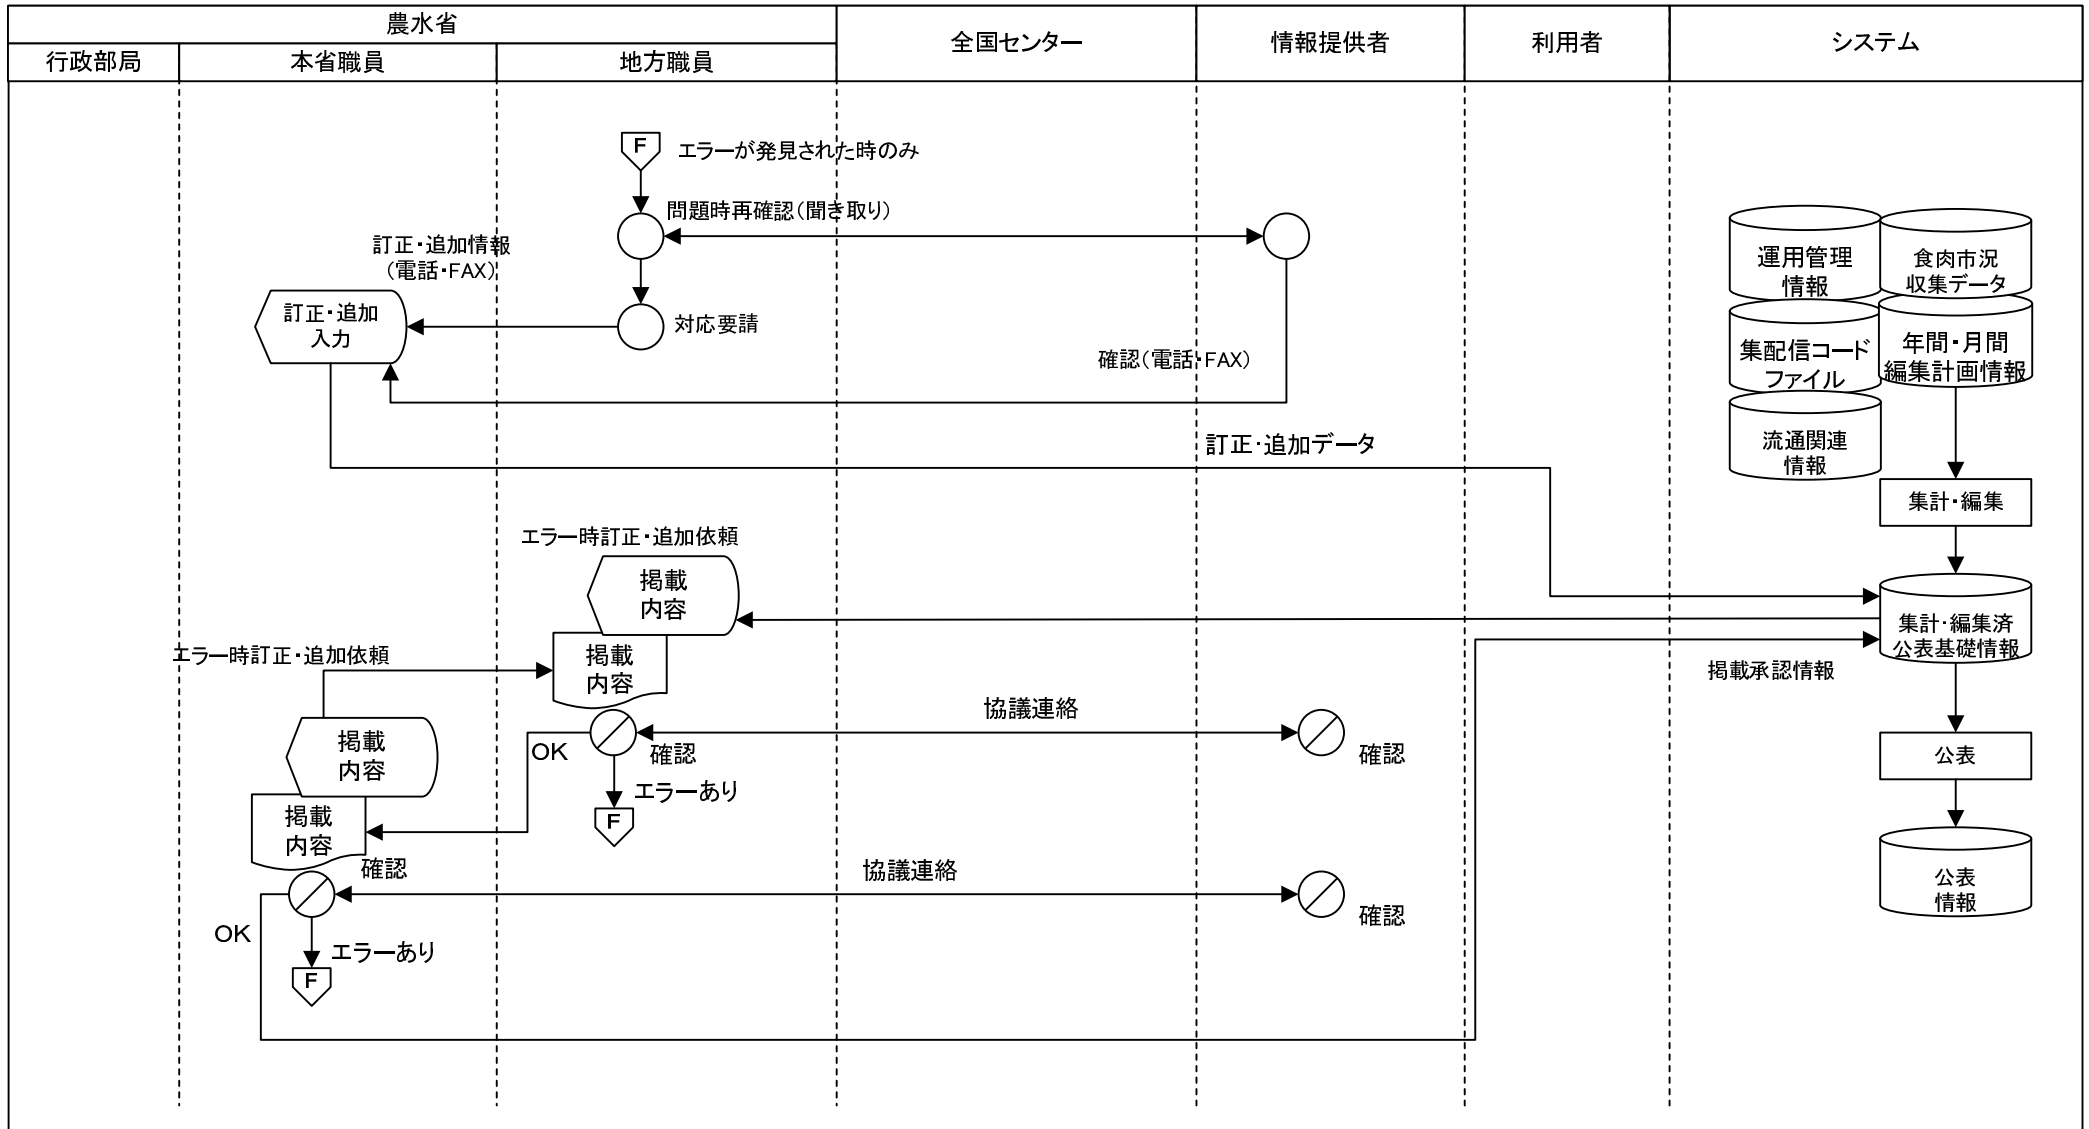 農水省
行政部局
本省職員
地方職員
全国センター
情報提供者
利用者
システム
F
エラーが発見された時のみ
問題時再確認(聞き取り)
訂正・追加情報
(電話・FAX)
訂正・追加
入力
対応要請
確認(電話・FAX)
運用管理
情報
食肉市況
収集データ
集配信コード
ファイル
年間・月間
編集計画情報
流通関連
情報
訂正・追加データ
集計・編集
エラー時訂正・追加依頼
掲載
内容
掲載
内容
集計・編集済
公表基礎情報
エラー時訂正・追加依頼
掲載承認情報
掲載
内容
掲載
内容
協議連絡
OK
確認
確認
エラーあり
F
公表
確認
協議連絡
確認
OK
エラーあり
F
公表
情報